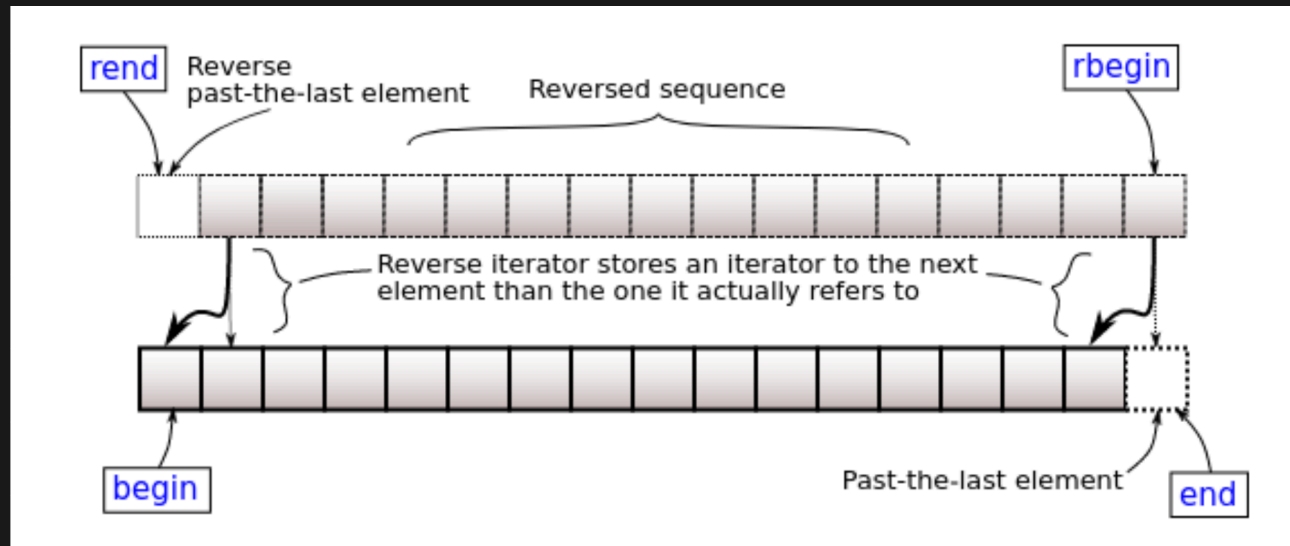 rend
Reverse
past-the-last element
Reversed sequence
rbegin
Reverse iterator stores an iterator to the next
element than the one it actually refers to
begin
Past-the-last element
end